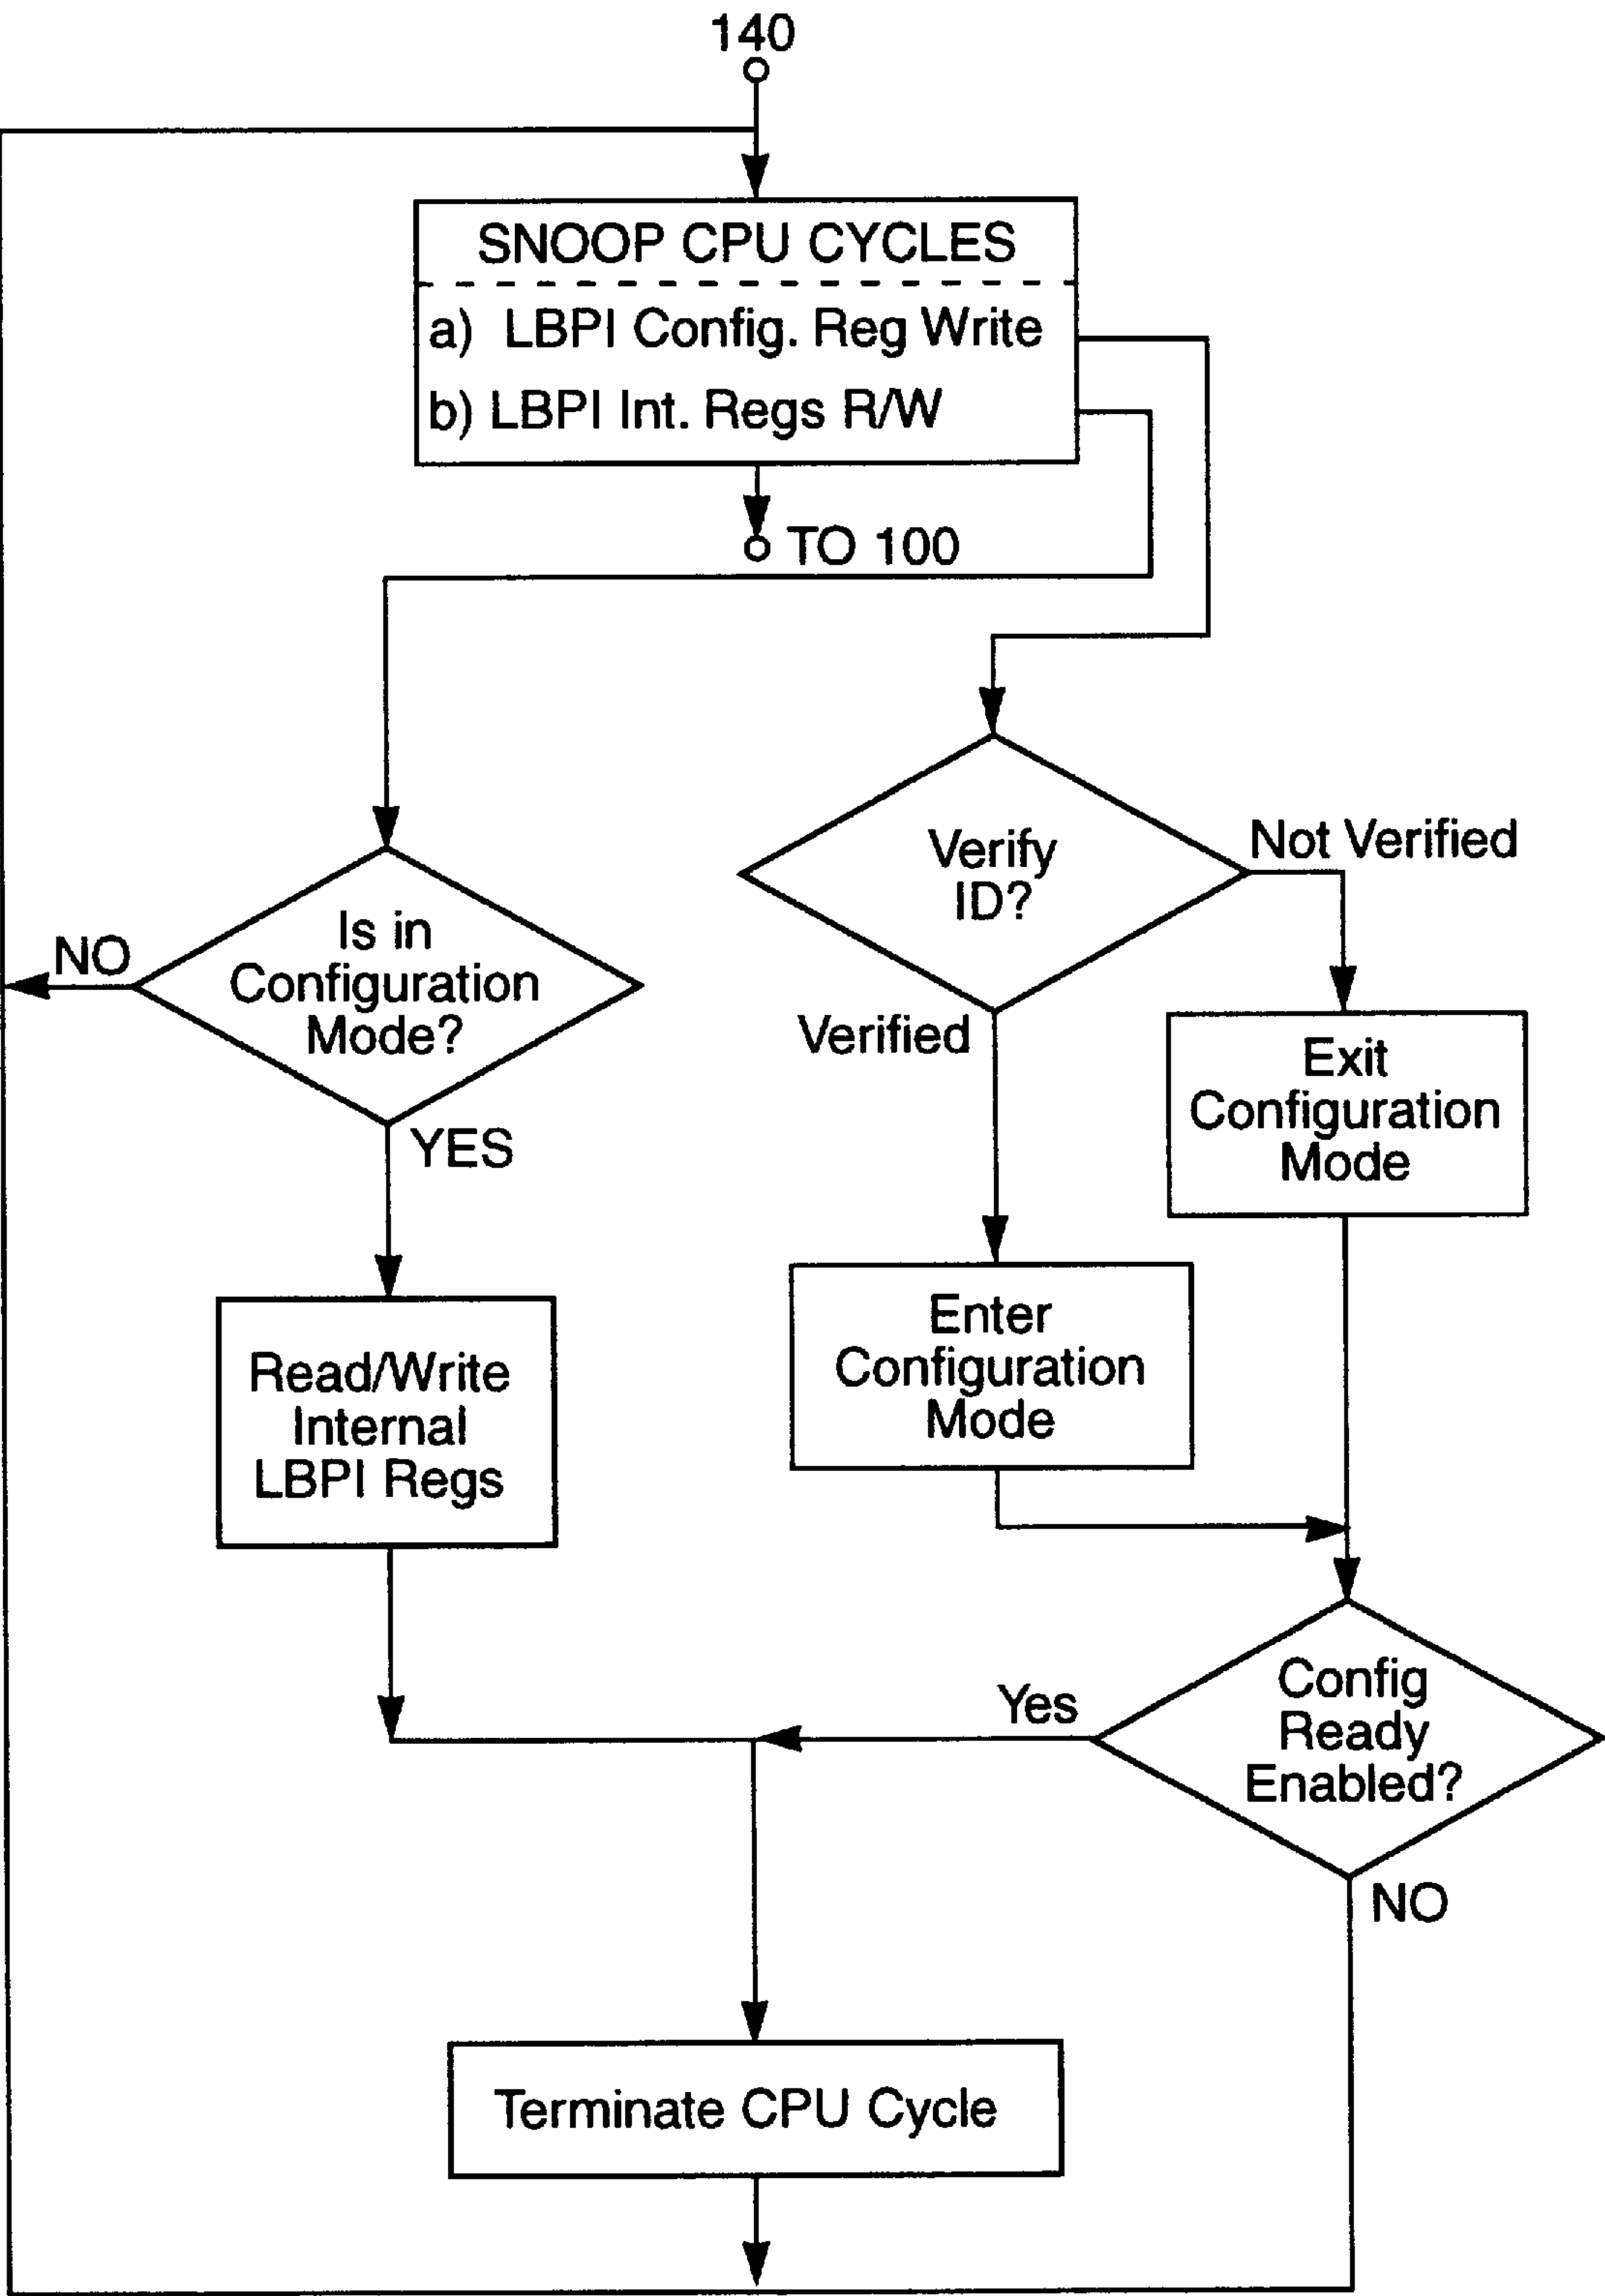 140
SNOOP CPU CYCLES
a) LBPI Config. Reg Write
b) LBPI Int. Regs R/W
TO 100
Verify
ID?
Not Verified
Verified
Is in
Configuration
Mode?
NO
YES
Exit
Configuration
Mode
Enter
Configuration
Mode
Read/Write
Internal
LBPI Regs
Config
Ready
Enabled?
Yes
NO
Terminate CPU Cycle